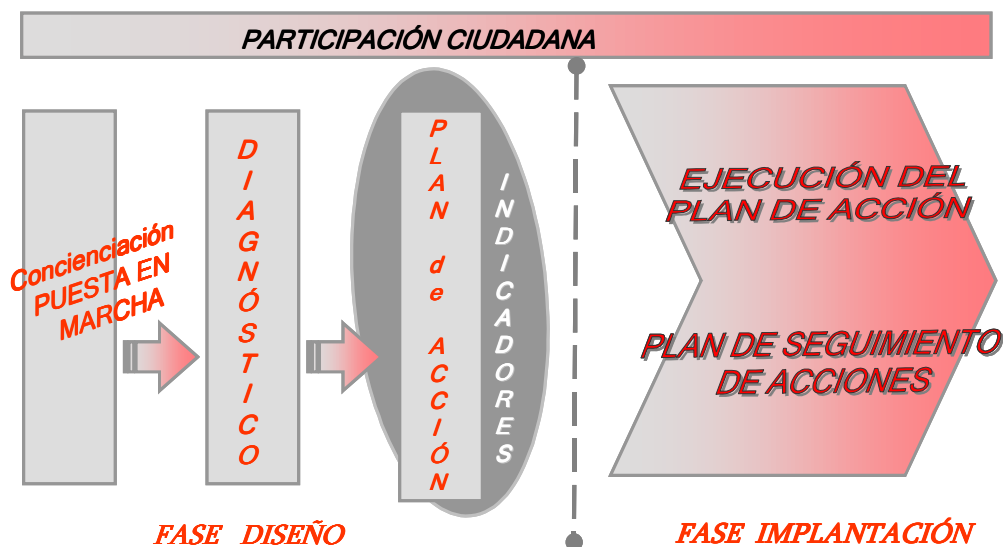 PARTICIPACIÓN CIUDADANA
Concienciación
PUESTA EN
MARCHA
DIAGNÓSTICO
PLAN de ACCIÓN
INDICADORES
EJECUCIÓN DEL
PLAN DE ACCIÓN
PLAN DE SEGUIMIENTO
DE ACCIONES
FASE DISEÑO
FASE IMPLANTACIÓN